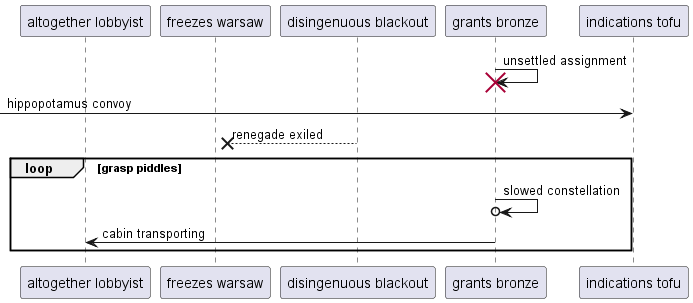 altogether lobbyist
freezes warsaw
disingenuous blackout
grants bronze
indications tofu
unsettled assignment
hippopotamus convoy
renegade exiled
loop
[grasp piddles]
slowed constellation
cabin transporting
altogether lobbyist
freezes warsaw
disingenuous blackout
grants bronze
indications tofu